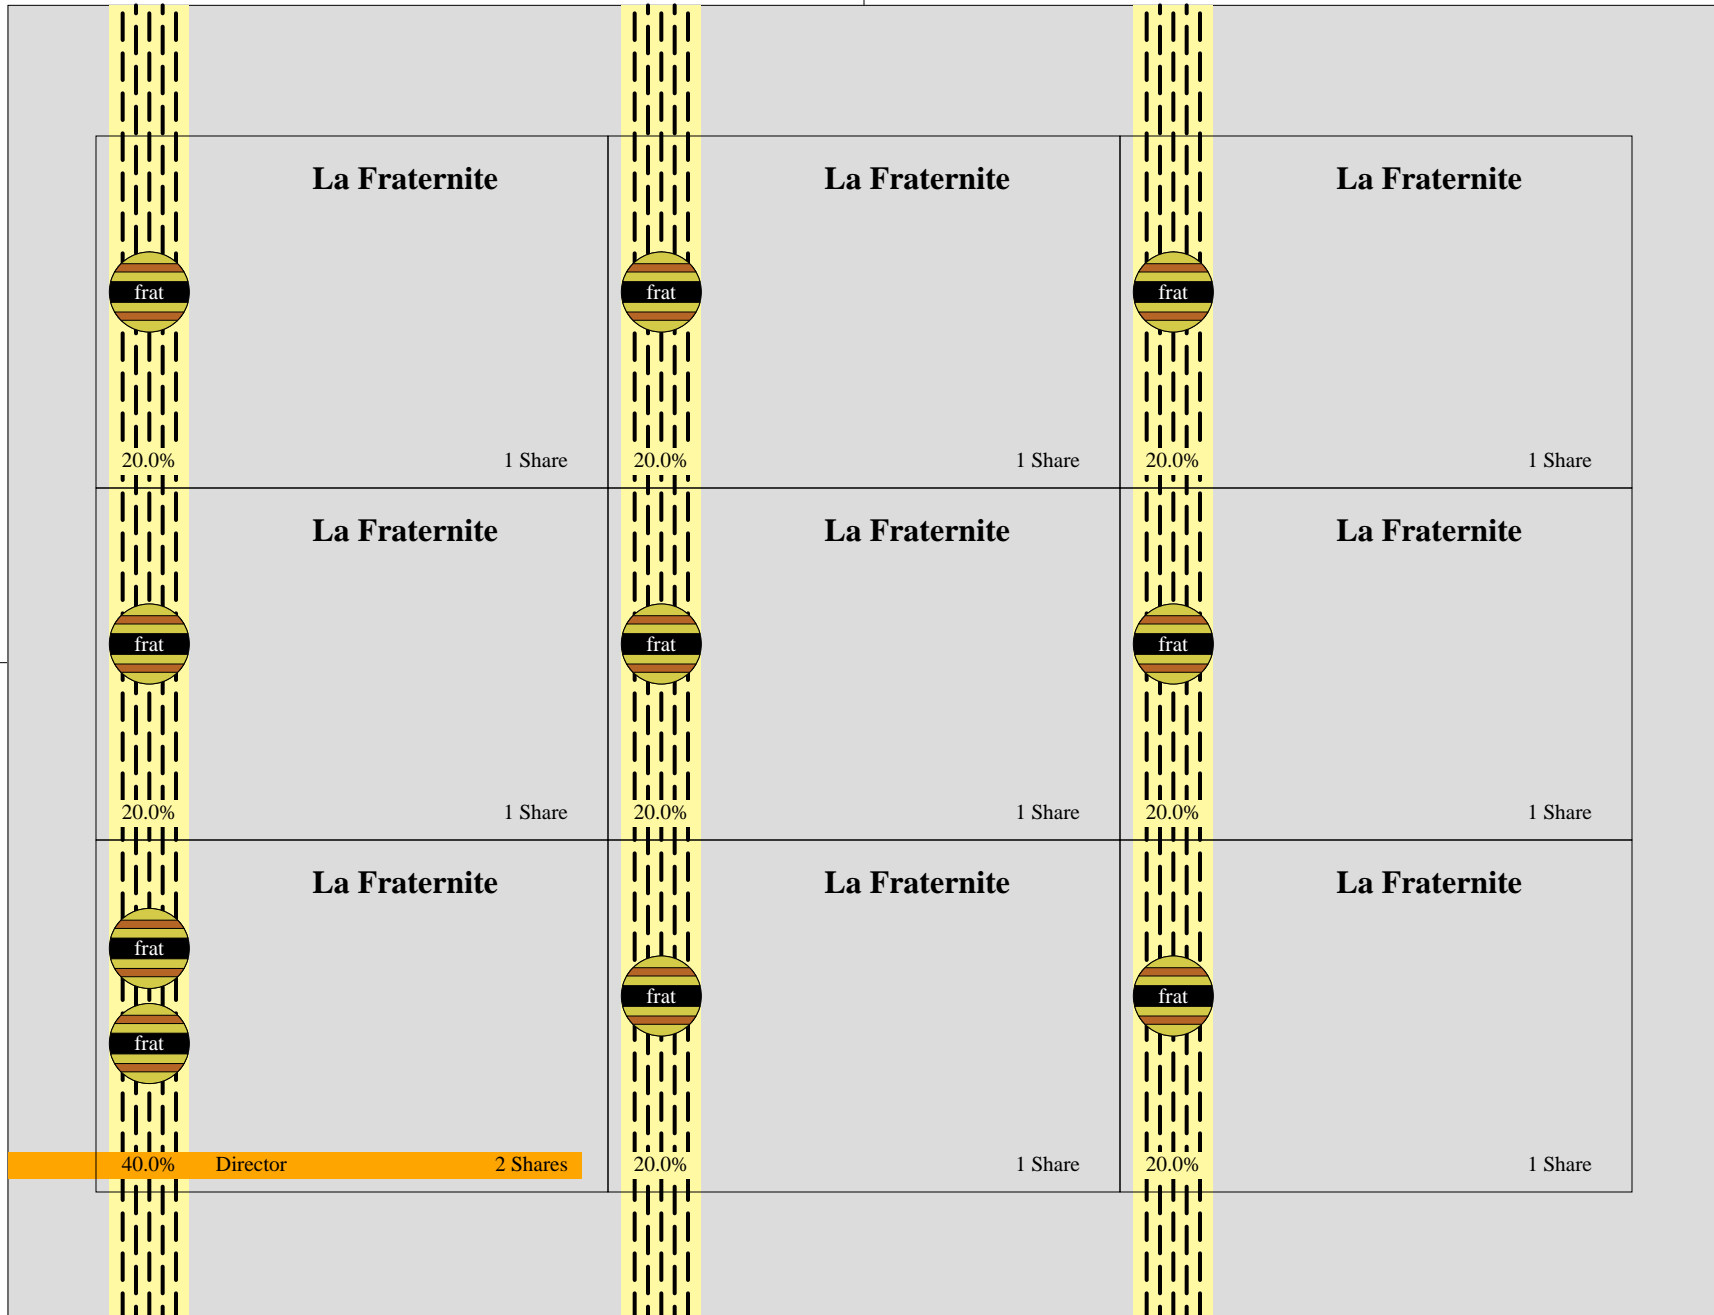 La Fraternite La Fraternite La Fraternite
frat frat frat
20.0% 1 Share 20.0% 1 Share 20.0% 1 Share
La Fraternite La Fraternite La Fraternite
frat frat frat
20.0% 1 Share 20.0% 1 Share 20.0% 1 Share
La Fraternite La Fraternite La Fraternite
frat
frat frat
frat
40.0% Director 2 Shares 20.0% 1 Share 20.0% 1 Share